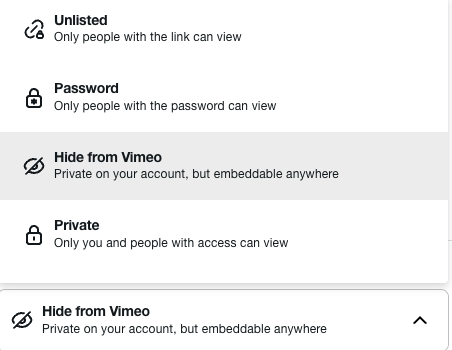 Unlisted
Only people with the link can view
Password
Only people with the password can view
Hide from Vimeo
Private on your account, but embeddable anywhere
Private
Only you and people with access can view
Hide from Vimeo
Private on your account, but embeddable anywhere